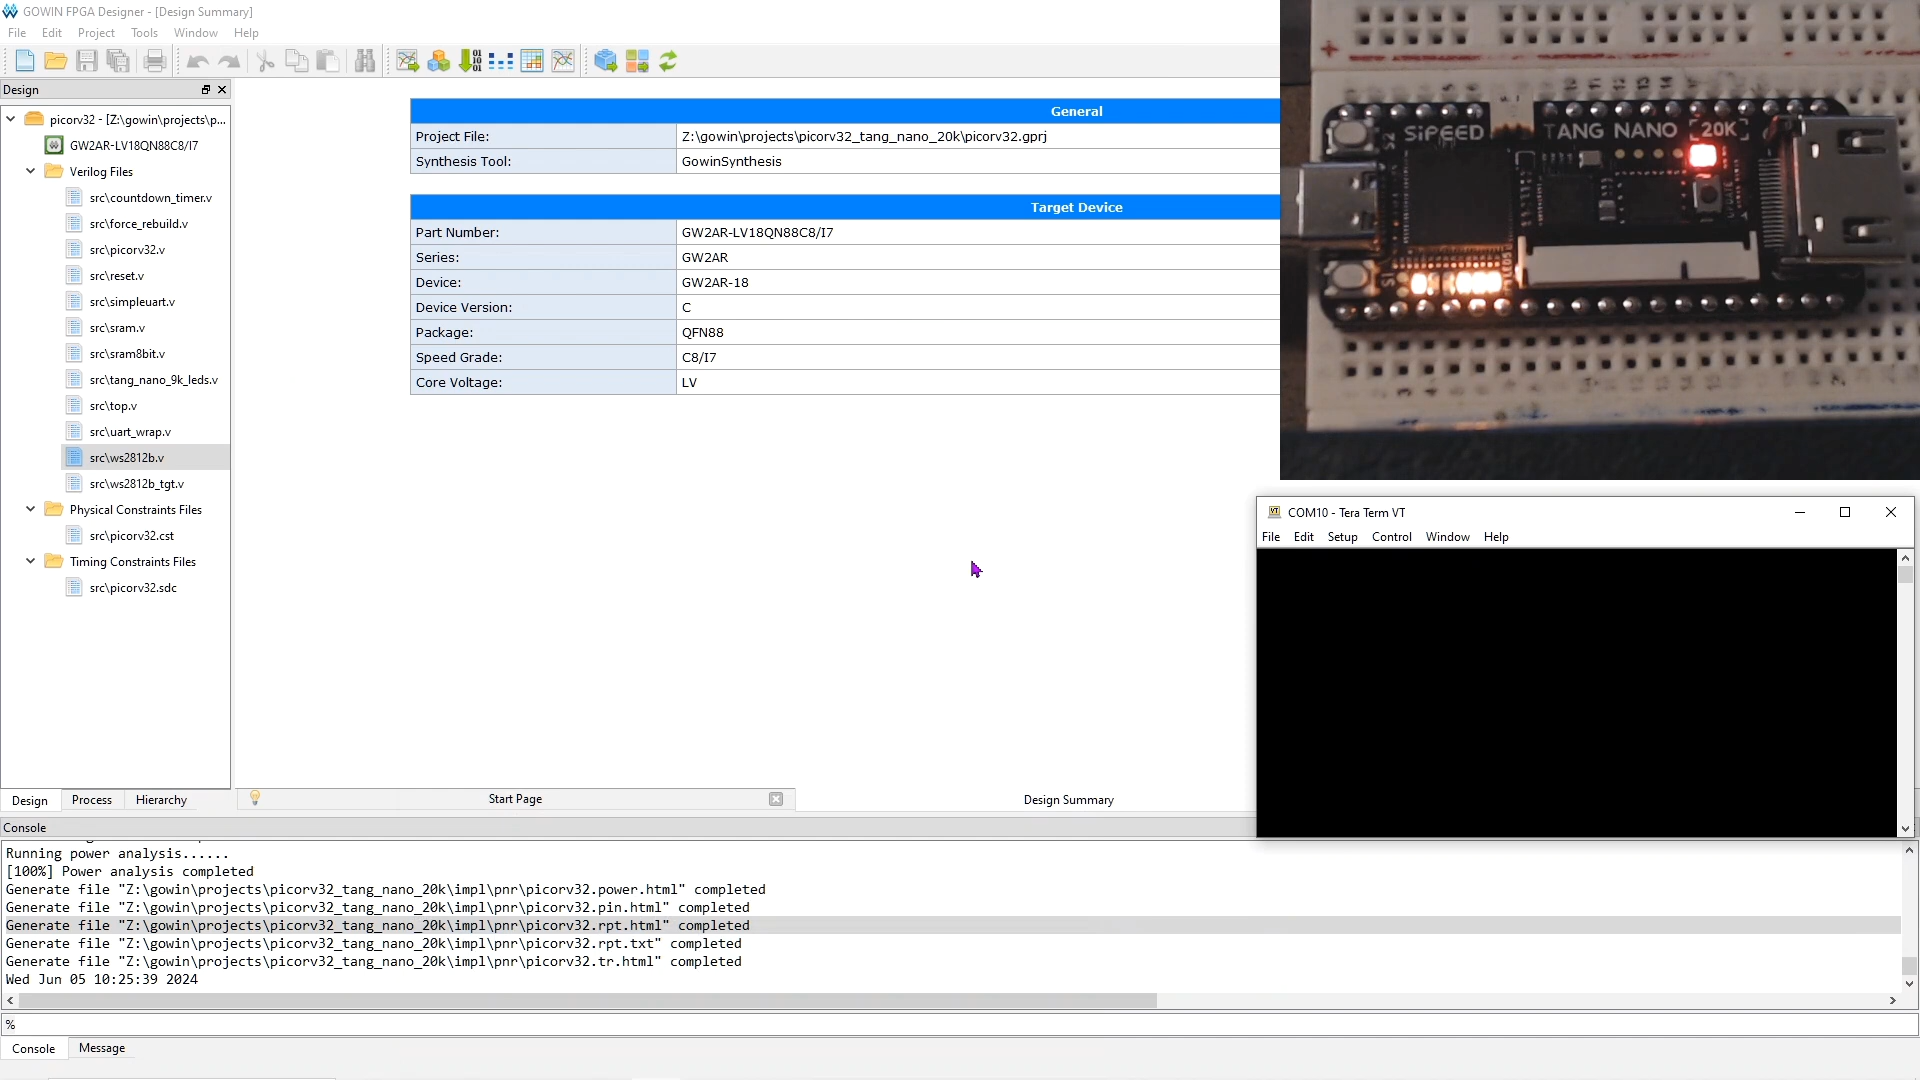 GOWIN FPGA Designer - [Design Summary]
File Edit Project Tools Window Help
Design
picorv32 - [Z:\gowin\projects\p...
GW2AR-LV18QN88C8/I7
Verilog Files
src\countdown_timer.v
src\force_rebuild.v
src\picorv32.v
src\reset.v
src\simpleuart.v
src\sram.v
src\sram8bit.v
src\tang_nano_9k_leds.v
src\top.v
src\uart_wrap.v
src\ws2812b.v
src\ws2812b_tgt.v
Physical Constraints Files
src\picorv32.cst
Timing Constraints Files
src\picorv32.sdc
Design Process Hierarchy
General
Project File: Z:\gowin\projects\picorv32_tang_nano_20k\picorv32.gprj
Synthesis Tool: GowinSynthesis
Target Device
Part Number: GW2AR-LV18QN88C8/I7
Series: GW2AR
Device: GW2AR-18
Device Version: C
Package: QFN88
Speed Grade: C8/I7
Core Voltage: LV
Start Page
Design Summary
SiPEED TANG NANO 20K
COM10 - Tera Term VT
File Edit Setup Control Window Help
Console
Running power analysis......
[100%] Power analysis completed
Generate file "Z:\gowin\projects\picorv32_tang_nano_20k\impl\pnr\picorv32.power.html" completed
Generate file "Z:\gowin\projects\picorv32_tang_nano_20k\impl\pnr\picorv32.pin.html" completed
Generate file "Z:\gowin\projects\picorv32_tang_nano_20k\impl\pnr\picorv32.rpt.html" completed
Generate file "Z:\gowin\projects\picorv32_tang_nano_20k\impl\pnr\picorv32.rpt.txt" completed
Generate file "Z:\gowin\projects\picorv32_tang_nano_20k\impl\pnr\picorv32.tr.html" completed
Wed Jun 05 10:25:39 2024
%
Console Message